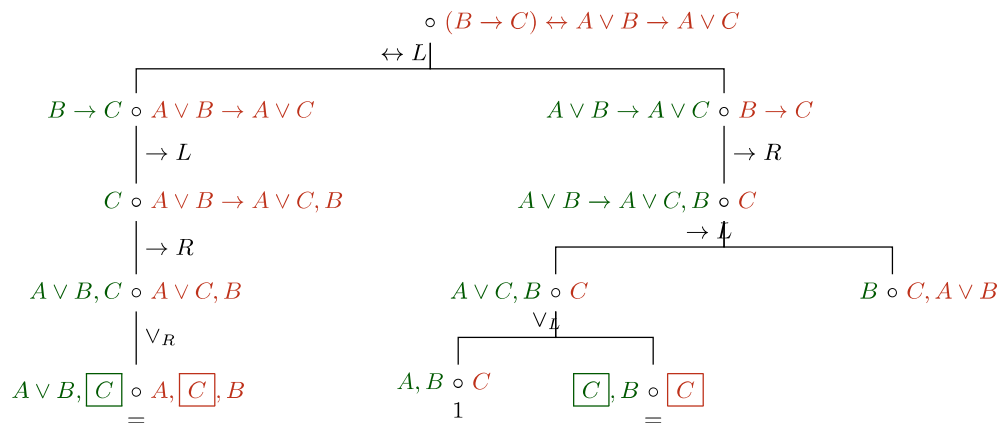 ∘ (B → C) ↔ A ∨ B → A ∨ C
↔ L
B → C ∘ A ∨ B → A ∨ C
A ∨ B → A ∨ C ∘ B → C
→ L
→ R
C ∘ A ∨ B → A ∨ C, B
A ∨ B → A ∨ C, B ∘ C
→ R
→ L
A ∨ B, C ∘ A ∨ C, B
A ∨ C, B ∘ C
B ∘ C, A ∨ B
∨R
∨L
A ∨ B, C ∘ A, C, B
A, B ∘ C
C, B ∘ C
=
1
=